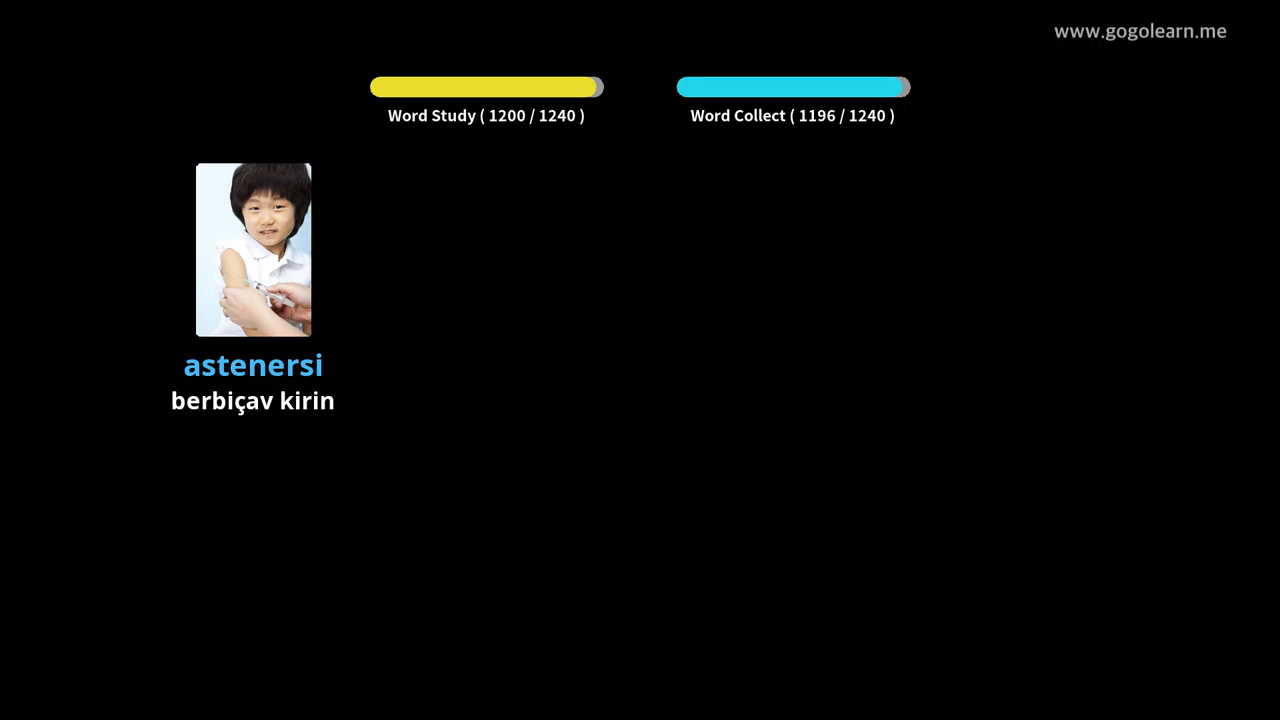 www.gogolearn.me
Word Study ( 1200 / 1240 )
Word Collect ( 1196 / 1240 )
astenersi
berbiçav kirin